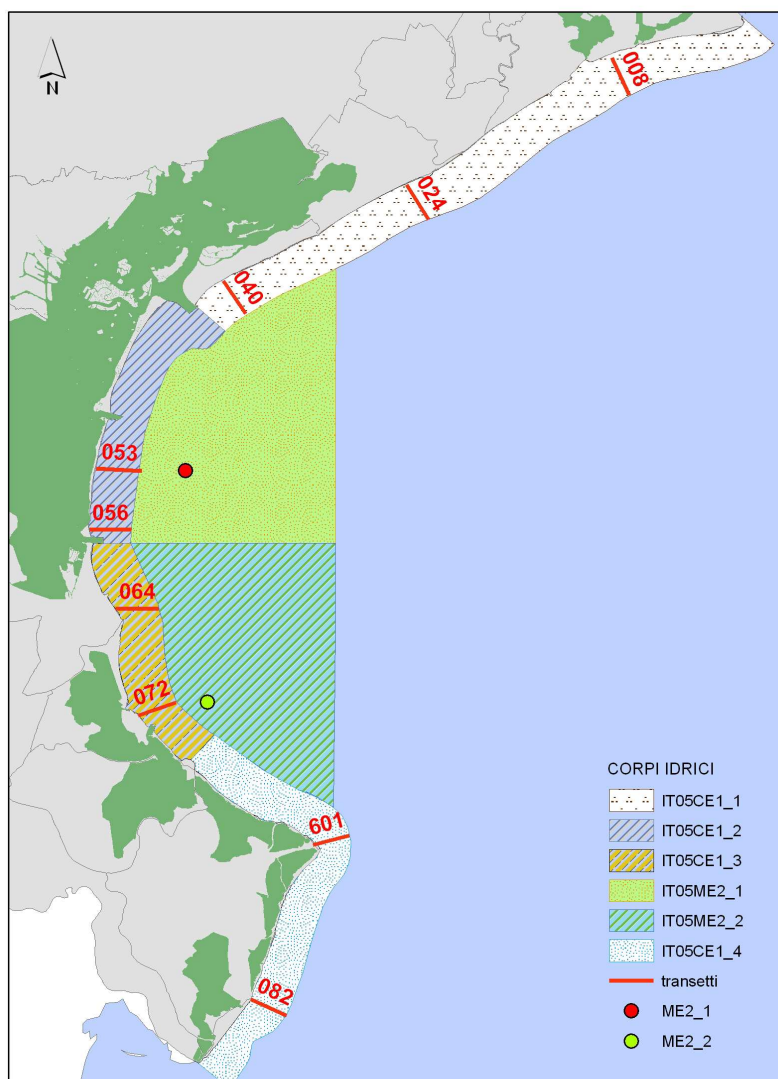 N
008
024
040
053
056
064
072
601
082
CORPI IDRICI
IT05CE1_1
IT05CE1_2
IT05CE1_3
IT05ME2_1
IT05ME2_2
IT05CE1_4
transetti
ME2_1
ME2_2